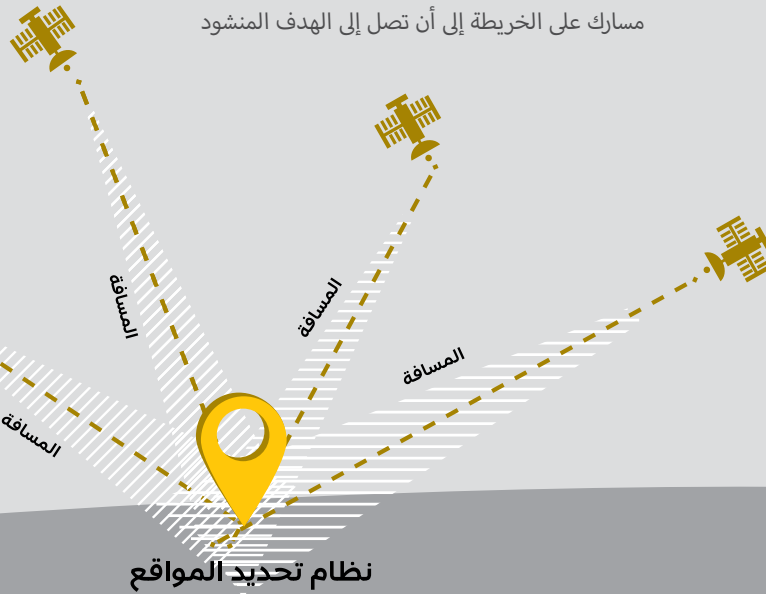 مسارك على الخريطة إلى أن تصل إلى الهدف المنشود
المسافة
المسافة
المسافة
المسافة
نظام تحديد المواقع